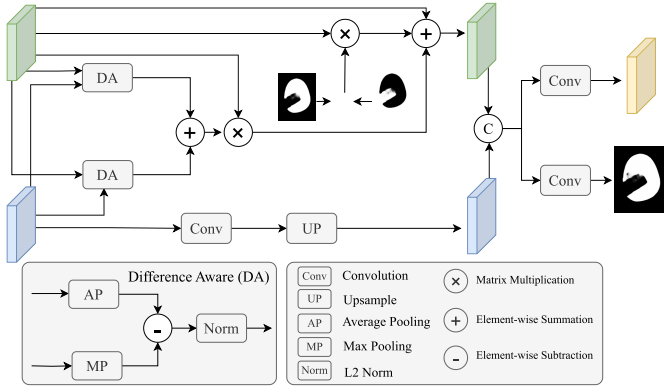 DA
DA
Conv
UP
C
Conv
Conv
Difference Aware (DA)
AP
MP
-
Norm
Conv Convolution
UP Upsample
AP Average Pooling
MP Max Pooling
Norm L2 Norm
× Matrix Multiplication
+ Element-wise Summation
- Element-wise Subtraction